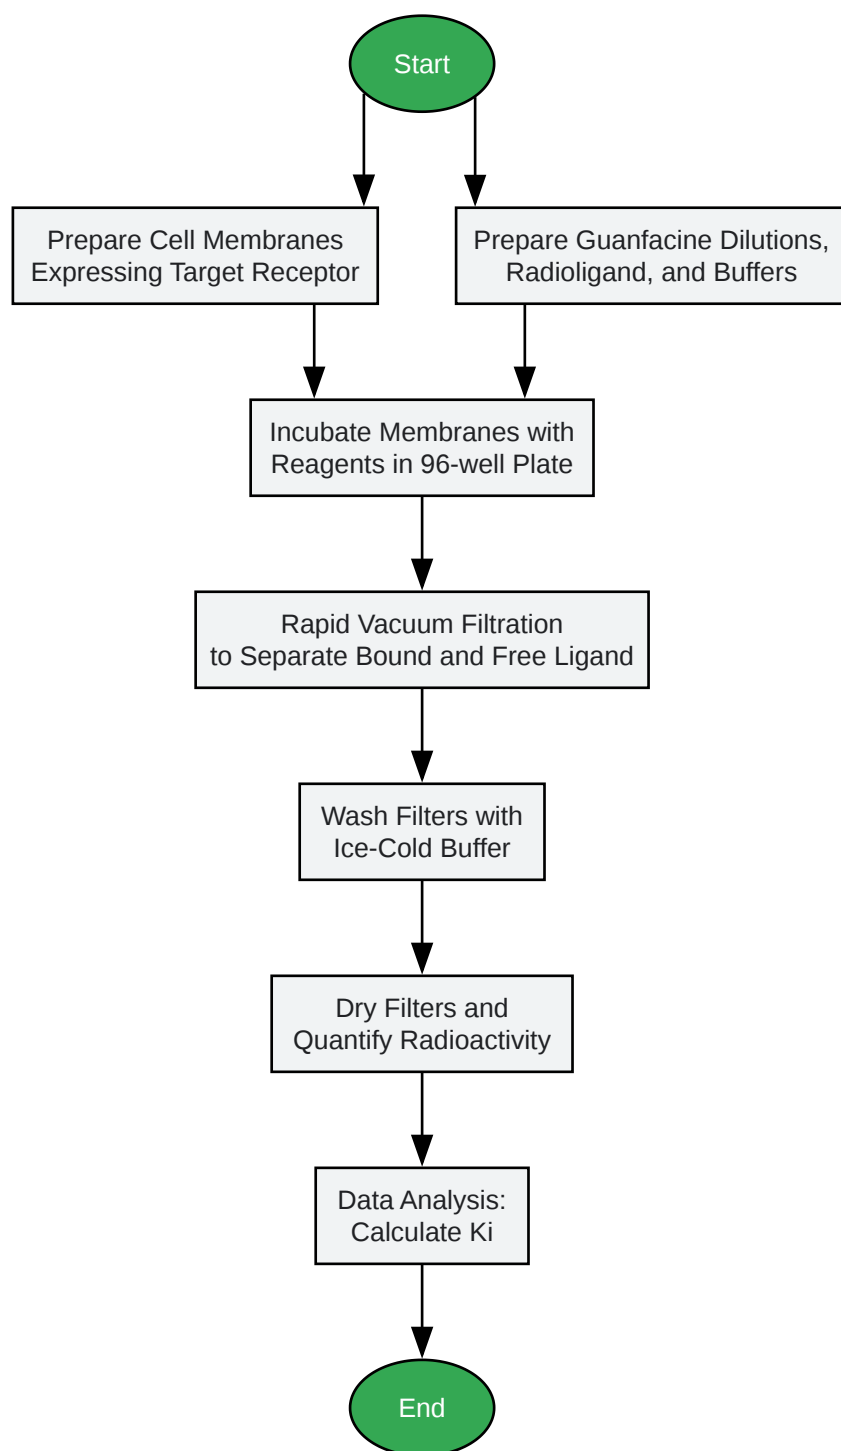 Start
Prepare Cell Membranes
Expressing Target Receptor
Prepare Guanfacine Dilutions,
Radioligand, and Buffers
Incubate Membranes with
Reagents in 96-well Plate
Rapid Vacuum Filtration
to Separate Bound and Free Ligand
Wash Filters with
Ice-Cold Buffer
Dry Filters and
Quantify Radioactivity
Data Analysis:
Calculate Ki
End